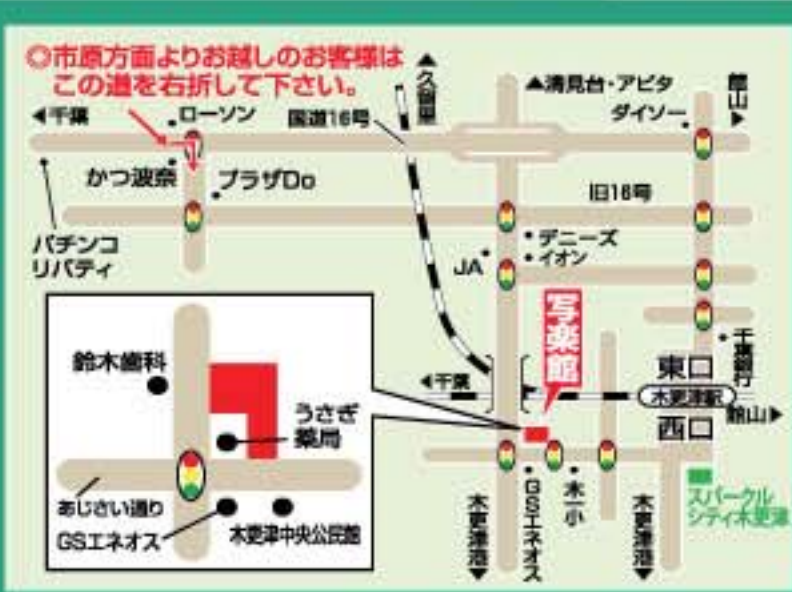 ◎市原方面よりお越しのお客様は
この道を右折して下さい。
▲久留里
▲清見台・アピタ
館山▶
◀千葉
ローソン
国道16号
ダイソー
かつ波奈
プラザDo
旧16号
パチンコ
リバティ
デニーズ
イオン
JA
写楽館
鈴木歯科
うさぎ
薬局
◀千葉
東口
千葉銀行
木更津駅
西口
館山▶
あじさい通り
GSエネオス
木更津中央公民館
木更津港▼
GSエネオス
木一小
木更津港▼
スパークル
シティ木更津